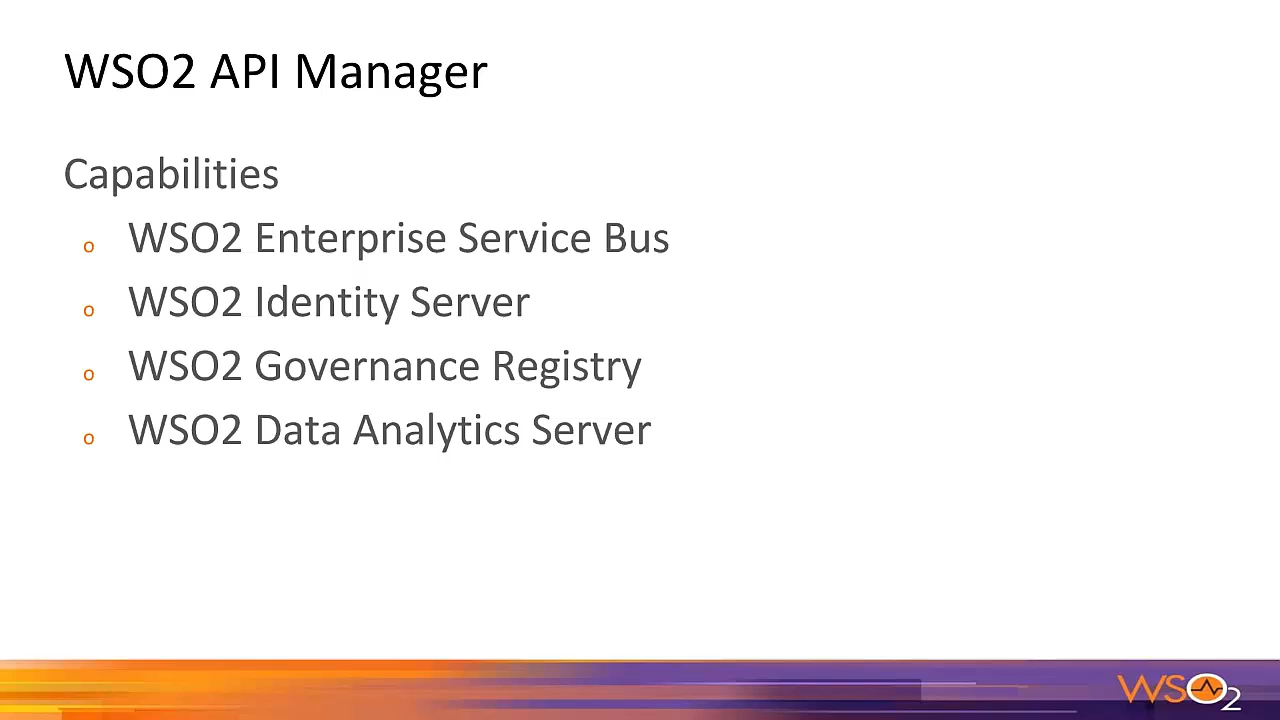 WSO2 API Manager
Capabilities
o WSO2 Enterprise Service Bus
o WSO2 Identity Server
o WSO2 Governance Registry
o WSO2 Data Analytics Server
WSO2